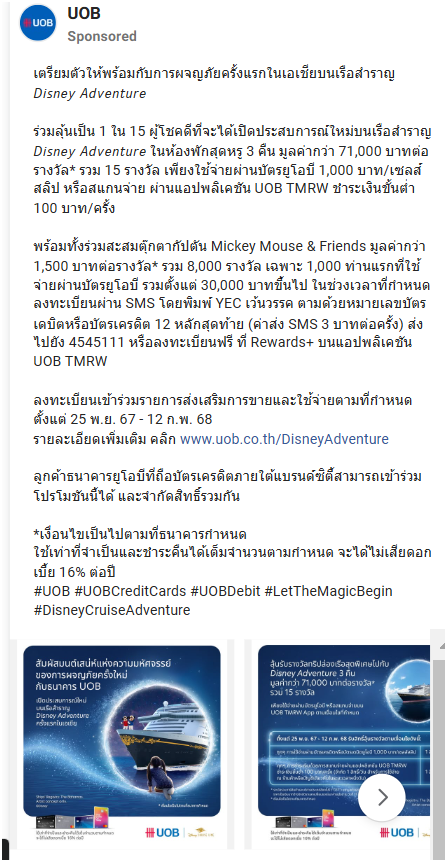 UOB
UOB
Sponsored
เตรียมตัวให้พร้อมกับการผจญภัยครั้งแรกในเอเชียบนเรือสำราญ
Disney Adventure
ร่วมลุ้นเป็น 1 ใน 15 ผู้โชคดีที่จะได้เปิดประสบการณ์ใหม่บนเรือสำราญ
Disney Adventure ในห้องพักสุดหรู 3 คืน มูลค่ากว่า 71,000 บาทต่อ
รางวัล* รวม 15 รางวัล เพียงใช้จ่ายผ่านบัตรยูโอบี 1,000 บาท/เซลส์
สลิป หรือสแกนจ่าย ผ่านแอปพลิเคชัน UOB TMRW ชำระเงินขั้นต่ำ
100 บาท/ครั้ง
พร้อมทั้งร่วมสะสมตุ๊กตากัปตัน Mickey Mouse & Friends มูลค่ากว่า
1,500 บาทต่อรางวัล* รวม 8,000 รางวัล เฉพาะ 1,000 ท่านแรกที่ใช้
จ่ายผ่านบัตรยูโอบี รวมตั้งแต่ 30,000 บาทขึ้นไป ในช่วงเวลาที่กำหนด
ลงทะเบียนผ่าน SMS โดยพิมพ์ YEC เว้นวรรค ตามด้วยหมายเลขบัตร
เดบิตหรือบัตรเครดิต 12 หลักสุดท้าย (ค่าส่ง SMS 3 บาทต่อครั้ง) ส่ง
ไปยัง 4545111 หรือลงทะเบียนฟรี ที่ Rewards+ บนแอปพลิเคชัน
UOB TMRW
ลงทะเบียนเข้าร่วมรายการส่งเสริมการขายและใช้จ่ายตามที่กำหนด
ตั้งแต่ 25 พ.ย. 67 - 12 ก.พ. 68
รายละเอียดเพิ่มเติม คลิก www.uob.co.th/DisneyAdventure
ลูกค้าธนาคารยูโอบีที่ถือบัตรเครดิตภายใต้แบรนด์ซิตี้สามารถเข้าร่วม
โปรโมชันนี้ได้ และจำกัดสิทธิ์รวมกัน
*เงื่อนไขเป็นไปตามที่ธนาคารกำหนด
ใช้เท่าที่จำเป็นและชำระคืนได้เต็มจำนวนตามกำหนด จะได้ไม่เสียดอก
เบี้ย 16% ต่อปี
#UOB #UOBCreditCards #UOBDebit #LetTheMagicBegin
#DisneyCruiseAdventure
สัมผัสมนต์เสน่ห์แห่งความมหัศจรรย์
ของการผจญภัยครั้งใหม่
กับธนาคาร UOB
เปิดประสบการณ์ใหม่
บนเรือสำราญ
Disney Adventure
ครั้งแรกในเอเชีย
UOB
ลุ้นรับรางวัลทริปล่องเรือสุดพิเศษไปกับ
Disney Adventure 3 คืน
มูลค่ากว่า 71,000 บาทต่อรางวัล*
รวม 15 รางวัล
ตั้งแต่ 25 พ.ย. 67 - 12 ก.พ. 68
UOB